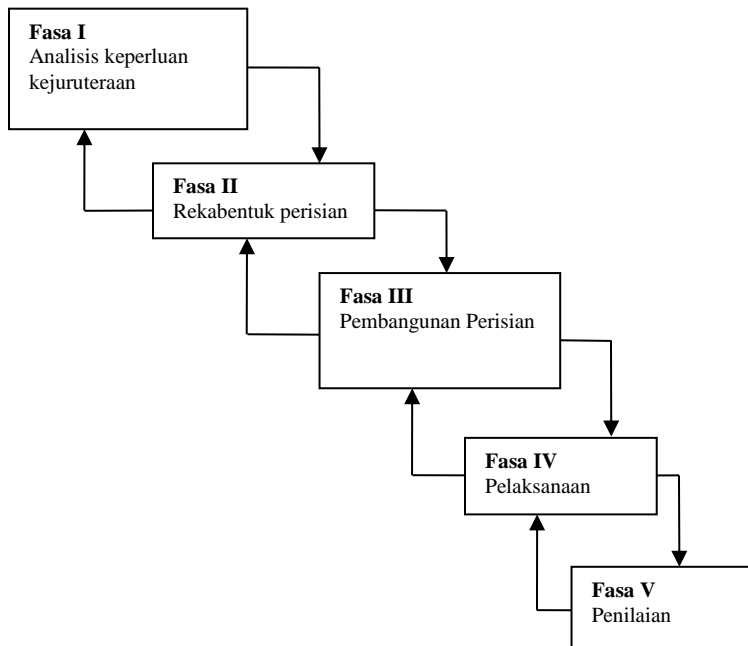 Fasa I
Analisis keperluan
kejuruteraan
Fasa II
Rekabentuk perisian
Fasa III
Pembangunan Perisian
Fasa IV
Pelaksanaan
Fasa V
Penilaian